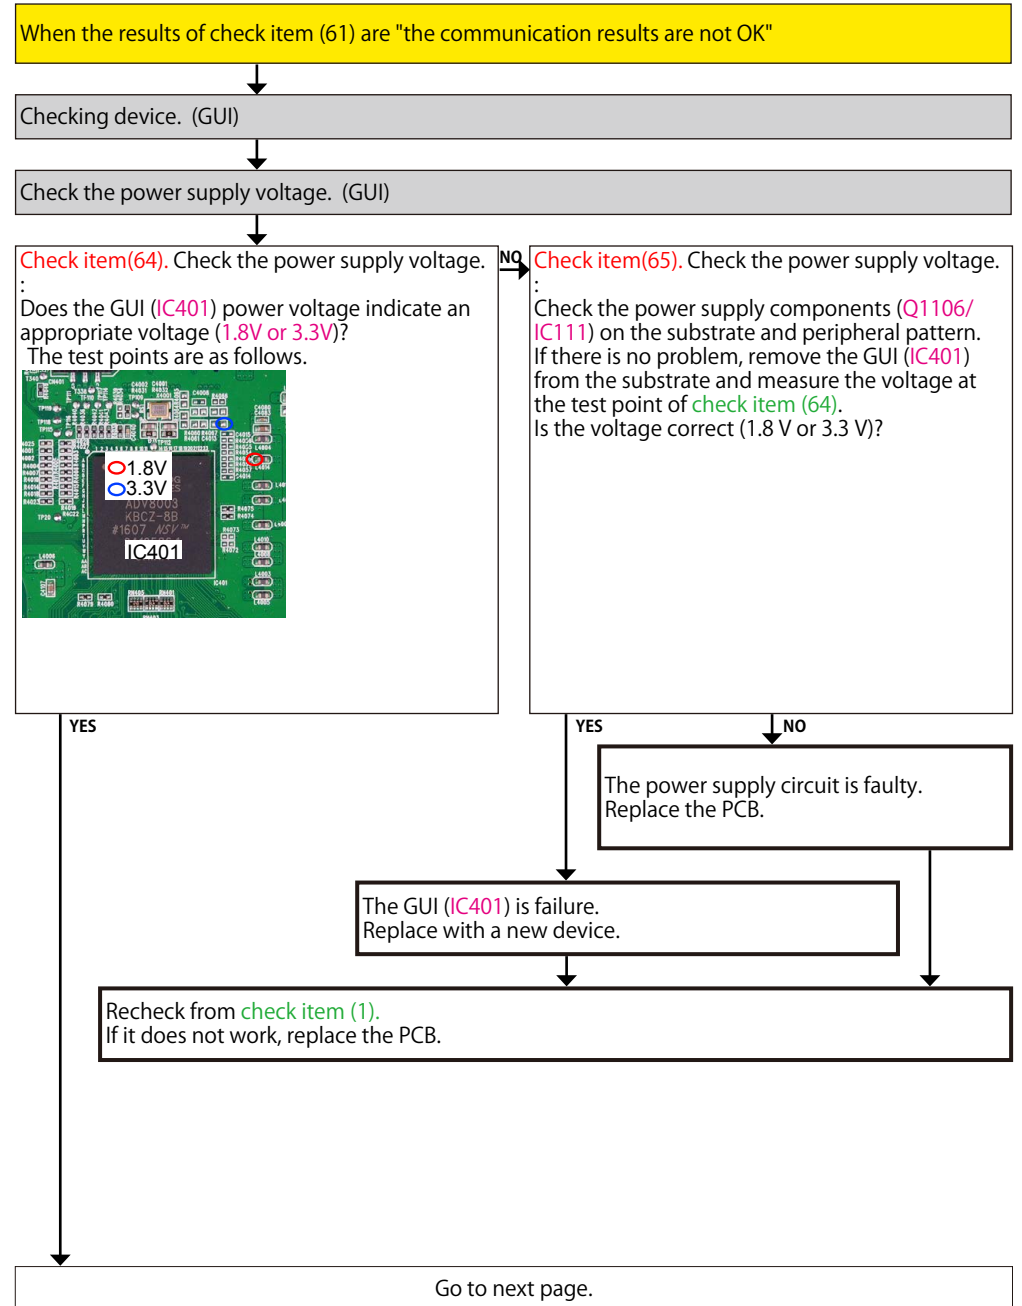 When the results of check item (61) are "the communication results are not OK"
Checking device.  (GUI)
Check the power supply voltage.  (GUI)
Check item(64). Check the power supply voltage.
:
Does the GUI (IC401) power voltage indicate an
appropriate voltage (1.8V or 3.3V)?
The test points are as follows.
1.8V
3.3V
ADV8003
KBCZ-8B
#1607 NSV™
IC401
NO
Check item(65). Check the power supply voltage.
:
Check the power supply components (Q1106/
IC111) on the substrate and peripheral pattern.
If there is no problem, remove the GUI (IC401)
from the substrate and measure the voltage at
the test point of check item (64).
Is the voltage correct (1.8 V or 3.3 V)?
YES
YES
NO
The power supply circuit is faulty.
Replace the PCB.
The GUI (IC401) is failure.
Replace with a new device.
Recheck from check item (1).
If it does not work, replace the PCB.
Go to next page.